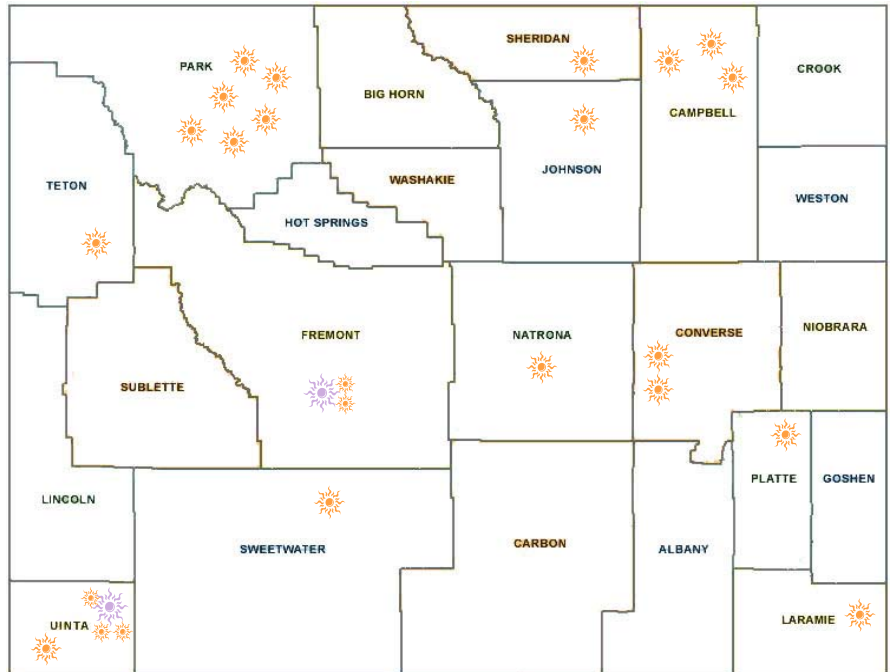 SHERIDAN
PARK
CROOK
BIG HORN
CAMPBELL
JOHNSON
WASHAKIE
TETON
WESTON
HOT SPRINGS
FREMONT
NATRONA
CONVERSE
NIOBRARA
SUBLETTE
PLATTE
GOSHEN
LINCOLN
SWEETWATER
CARBON
ALBANY
UINTA
LARAMIE